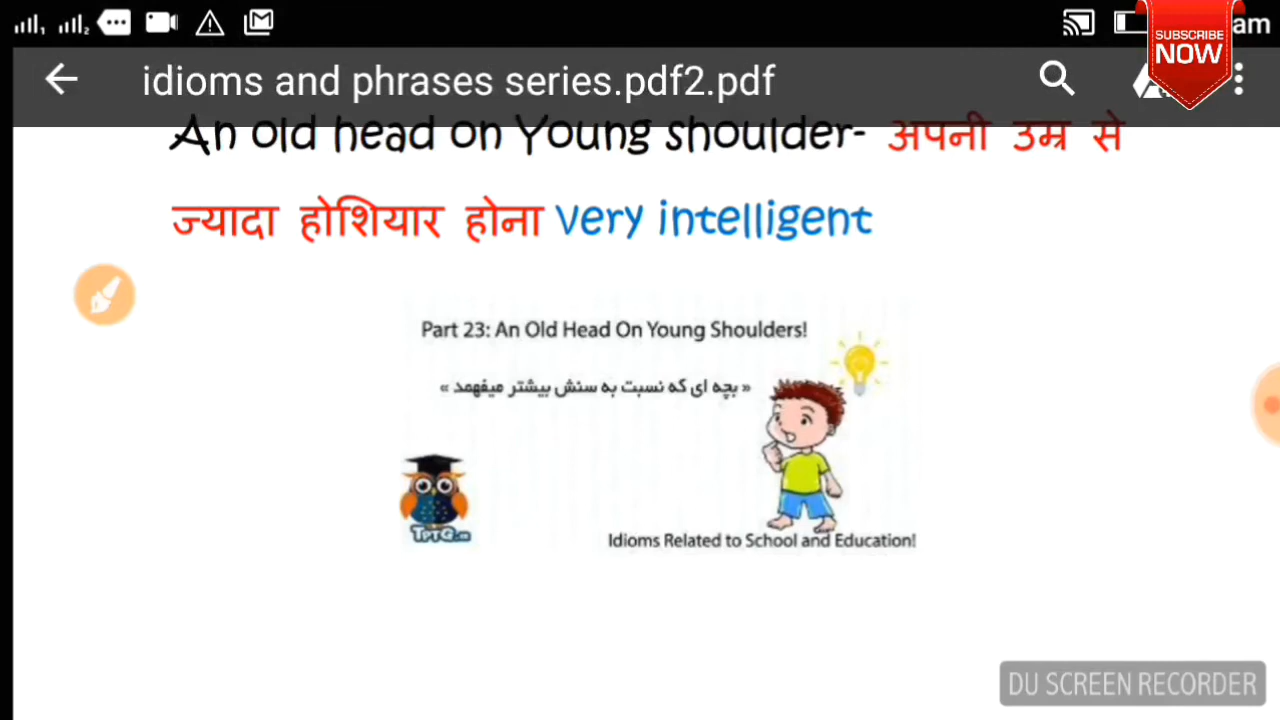 SUBSCRIBE
NOW
am
idioms and phrases series.pdf2.pdf
An old head on Young shoulder- अपनी उम्र से
ज्यादा होशियार होना very intelligent
Part 23: An Old Head On Young Shoulders!
« بچه ای که نسبت به سنش بیشتر میفهمد »
Idioms Related to School and Education!
DU SCREEN RECORDER